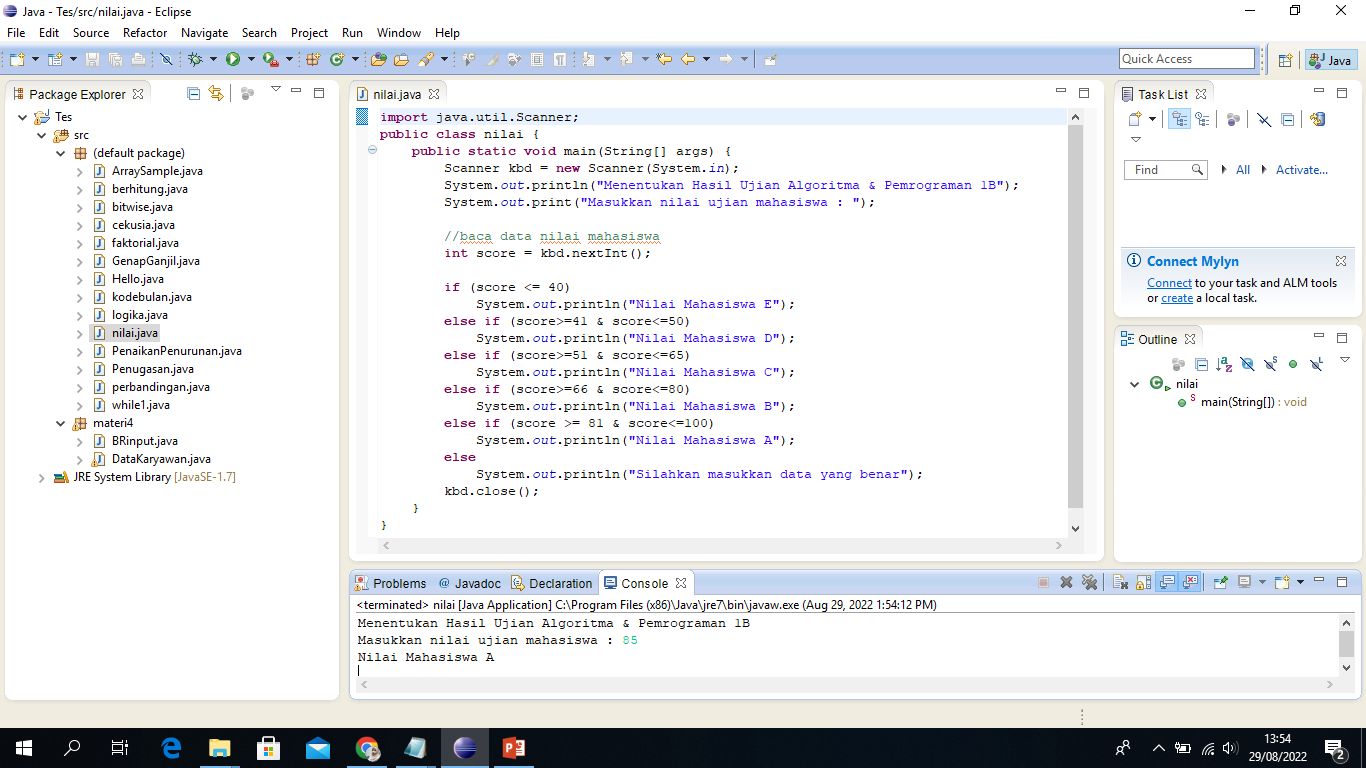 Java - Tes/src/nilai.java - Eclipse
File Edit Source Refactor Navigate Search Project Run Window Help
Quick Access
Java
Package Explorer
Tes
src
(default package)
ArraySample.java
berhitung.java
bitwise.java
cekusia.java
faktorial.java
GenapGanjil.java
Hello.java
kodebulan.java
logika.java
nilai.java
PenaikanPenurunan.java
Penugasan.java
perbandingan.java
while1.java
materi4
BRinput.java
DataKaryawan.java
JRE System Library [JavaSE-1.7]
nilai.java
import java.util.Scanner;
public class nilai {
public static void main(String[] args) {
Scanner kbd = new Scanner(System.in);
System.out.println("Menentukan Hasil Ujian Algoritma & Pemrograman 1B");
System.out.print("Masukkan nilai ujian mahasiswa : ");
//baca data nilai mahasiswa
int score = kbd.nextInt();
if (score <= 40)
System.out.println("Nilai Mahasiswa E");
else if (score>=41 & score<=50)
System.out.println("Nilai Mahasiswa D");
else if (score>=51 & score<=65)
System.out.println("Nilai Mahasiswa C");
else if (score>=66 & score<=80)
System.out.println("Nilai Mahasiswa B");
else if (score >= 81 & score<=100)
System.out.println("Nilai Mahasiswa A");
else
System.out.println("Silahkan masukkan data yang benar");
kbd.close();
}
}
Task List
Find All Activate...
Connect Mylyn
Connect to your task and ALM tools
or create a local task.
Outline
nilai
main(String[]) : void
Problems @ Javadoc Declaration Console
<terminated> nilai [Java Application] C:\Program Files (x86)\Java\jre7\bin\javaw.exe (Aug 29, 2022 1:54:12 PM)
Menentukan Hasil Ujian Algoritma & Pemrograman 1B
Masukkan nilai ujian mahasiswa : 85
Nilai Mahasiswa A
13:54
29/08/2022
2